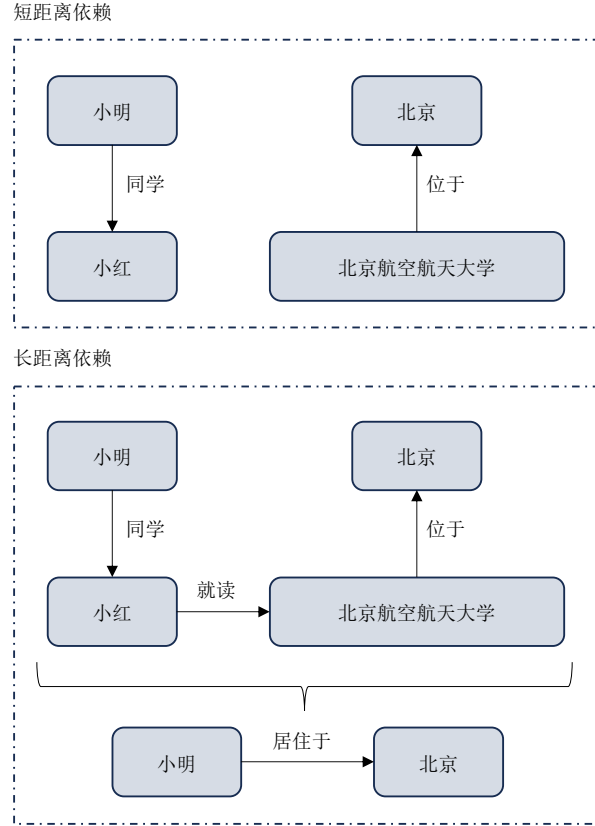 短距离依赖
小明
北京
同学
位于
小红
北京航空航天大学
长距离依赖
小明
北京
同学
位于
就读
小红
北京航空航天大学
居住于
小明
北京